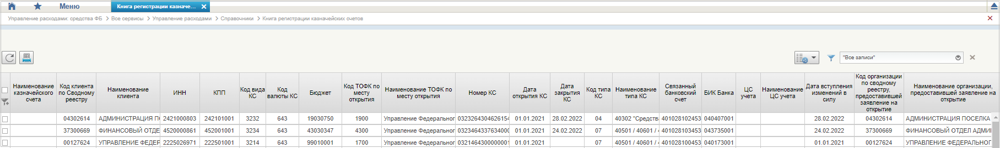 Меню
Книга регистрации казначе...
Управление расходами: средства ФБ > Все сервисы > Управление расходами > Справочники > Книга регистрации казначейских счетов
"Все записи"
Наименование казначейского счета
Код клиента по Сводному реестру
Наименование клиента
ИНН
КПП
Код вида КС
Код валюты КС
Бюджет
Код ТОФК по месту открытия
Наименование ТОФК по месту открытия
Номер КС
Дата открытия КС
Дата закрытия КС
Код типа КС
Наименование типа КС
Связанный банковский счет
БИК Банка
ЦС учета
Наименование ЦС учета
Дата вступления изменений в силу
Код организации по сводному реестру, предоставившей заявление на открытие
Наименование организации, предоставившей заявление на открытие
04302614 АДМИНИСТРАЦИЯ ПО 2421000803 242101001 3232 643 19030750 1900 Управление Федеральног 0323264304626154 01.01.2021 28.02.2022 04 40302 "Средства 401028102453 040407001 28.02.2022 04302614 АДМИНИСТРАЦИЯ ПОСЕЛКА
37300669 ФИНАНСОВЫЙ ОТДЕ 4520000861 452001001 3234 643 43030347 4300 Управление Федеральног 0323464337634000 01.01.2021 24.02.2022 07 40501 / 40601 / 4 401028103453 043735001 24.02.2022 37300669 ФИНАНСОВЫЙ ОТДЕЛ АДМИ
00127624 УПРАВЛЕНИЕ ФЕДЕР 2225026971 222501001 3214 643 99010001 1700 Управление Федеральног 0321464300000001 01.01.2021 07 40501 / 40601 / 4 401028102453 040173001 01.01.2021 00127624 УПРАВЛЕНИЕ ФЕДЕРАЛЬНОГ